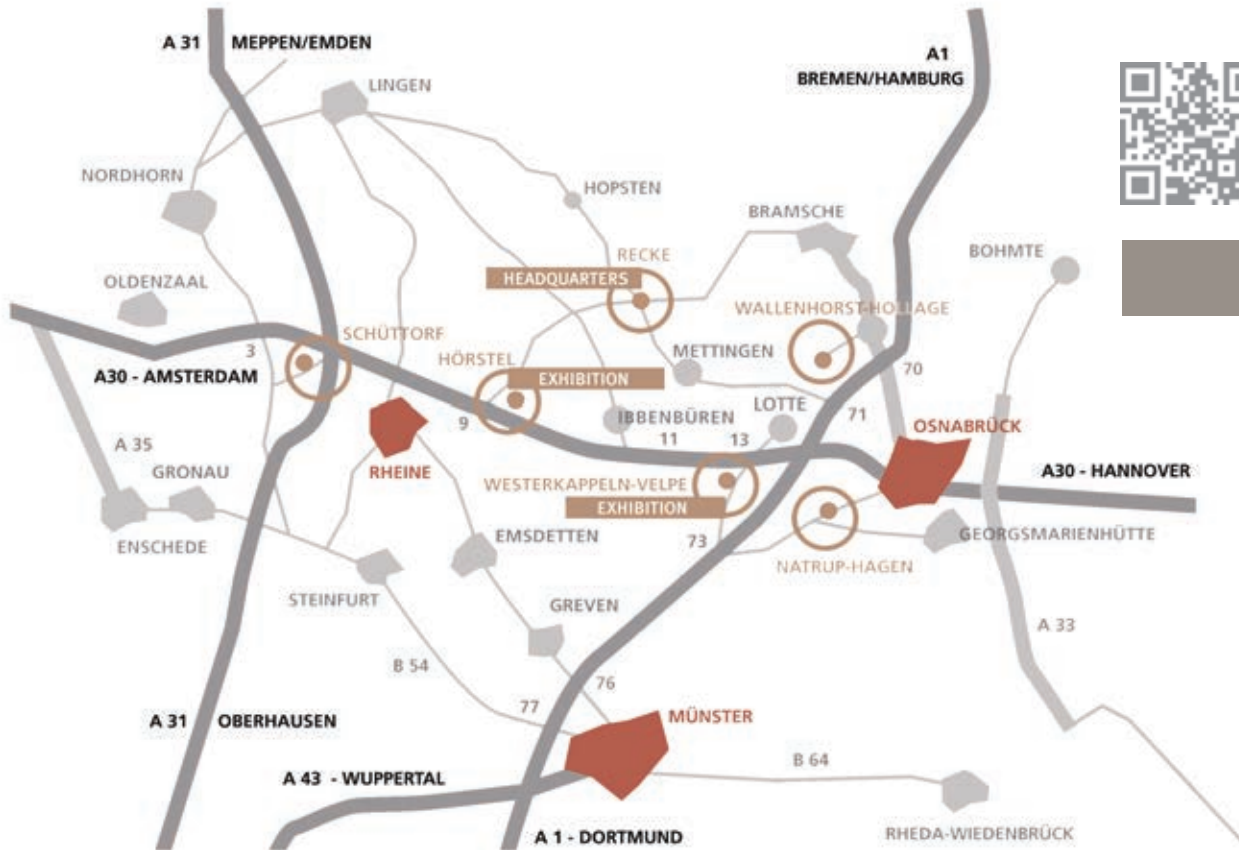 A 31
MEPPEN/EMDEN
A1
BREMEN/HAMBURG
LINGEN
NORDHORN
HOPSTEN
BRAMSCHE
BOHMTE
RECKE
HEADQUARTERS
OLDENZAAL
WALLENHORST-HOLLAGE
SCHÜTTORF
3
HÖRSTEL
METTINGEN
A30 - AMSTERDAM
EXHIBITION
70
9
IBBENBÜREN
LOTTE
71
11
13
OSNABRÜCK
A 35
GRONAU
RHEINE
A30 - HANNOVER
WESTERKAPPELN-VELPE
EXHIBITION
ENSCHEDE
EMSDETTEN
73
GEORGSMARIENHÜTTE
NATRUP-HAGEN
STEINFURT
GREVEN
A 33
B 54
76
77
A 31
OBERHAUSEN
MÜNSTER
A 43 - WUPPERTAL
B 64
A 1 - DORTMUND
RHEDA-WIEDENBRÜCK